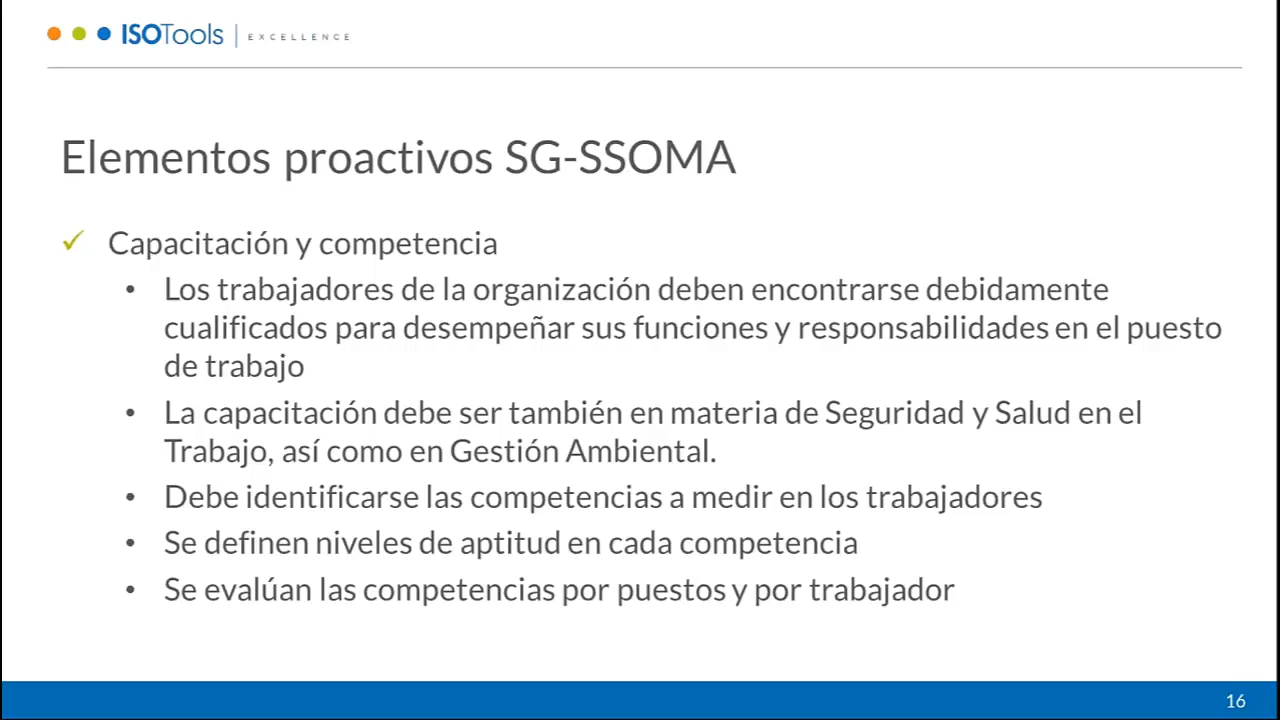 ISOTools | EXCELLENCE
Elementos proactivos SG-SSOMA
✓ Capacitación y competencia
• Los trabajadores de la organización deben encontrarse debidamente
cualificados para desempeñar sus funciones y responsabilidades en el puesto
de trabajo
• La capacitación debe ser también en materia de Seguridad y Salud en el
Trabajo, así como en Gestión Ambiental.
• Debe identificarse las competencias a medir en los trabajadores
• Se definen niveles de aptitud en cada competencia
• Se evalúan las competencias por puestos y por trabajador
16